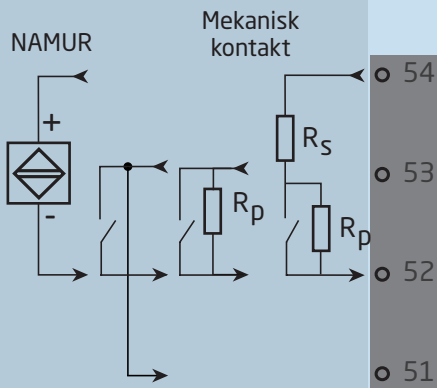 Mekanisk
kontakt
NAMUR
54
+
Rs
53
Rp
Rp
-
52
51